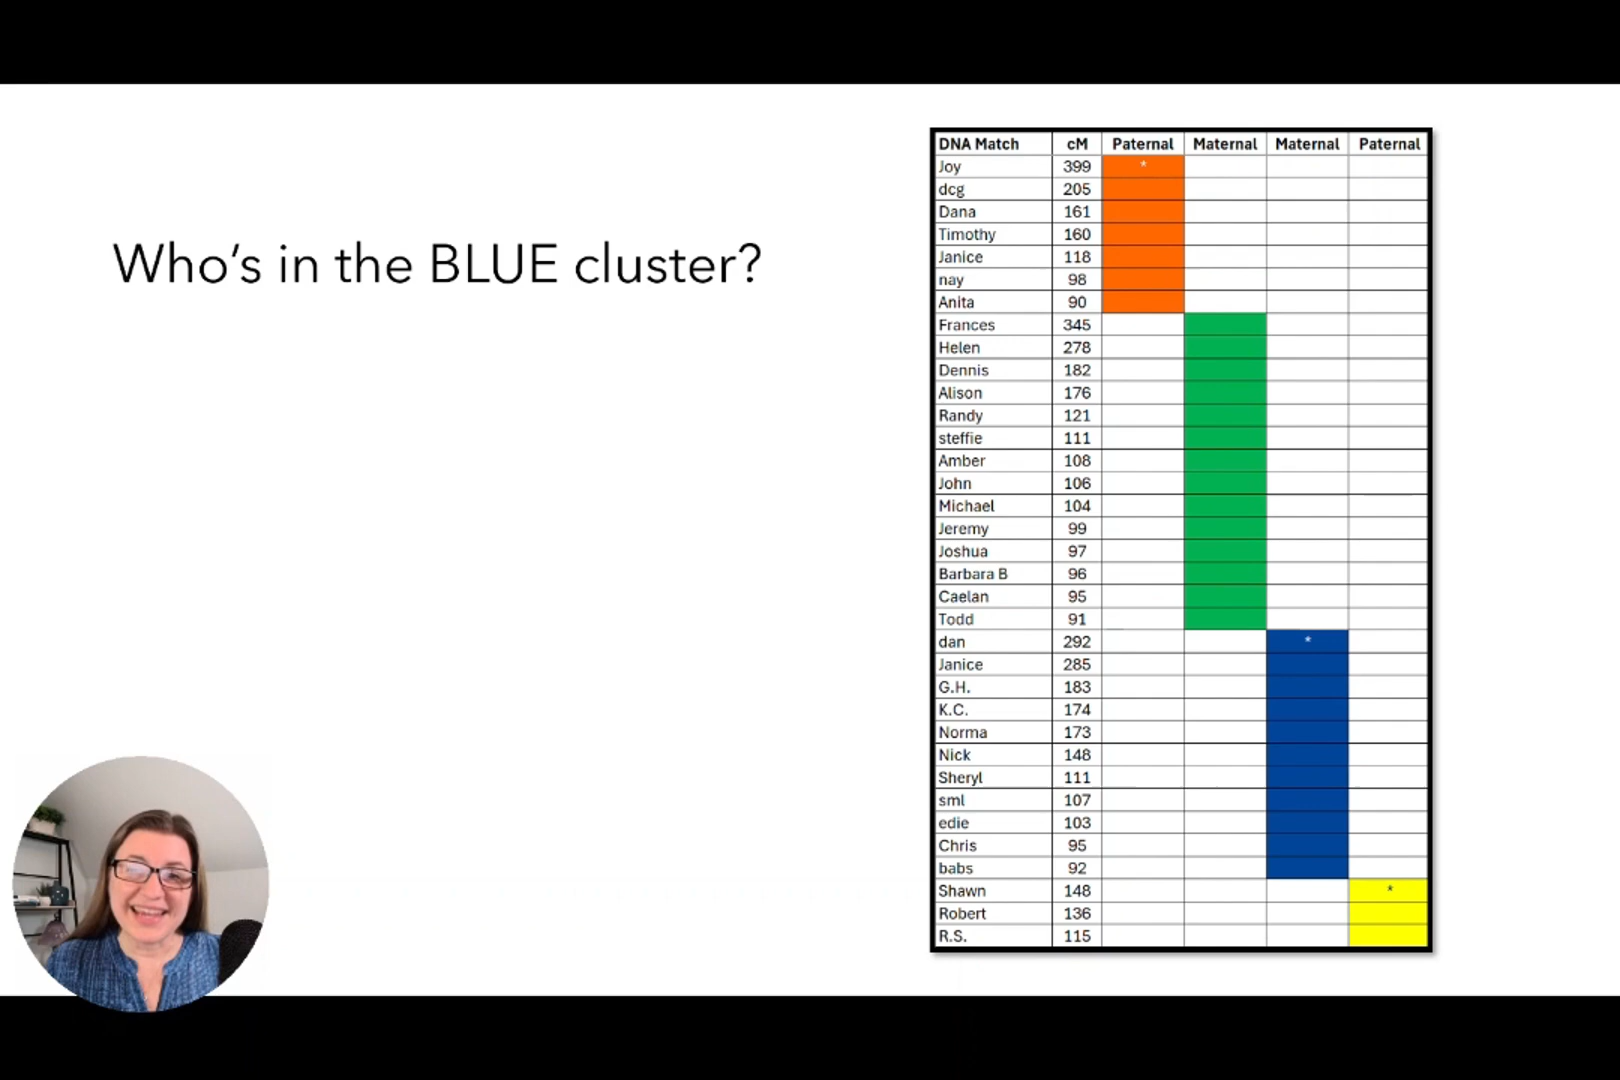 Who's in the BLUE cluster?
DNA Match cM Paternal Maternal Maternal Paternal
Joy 399 *
dcg 205
Dana 161
Timothy 160
Janice 118
nay 98
Anita 90
Frances 345
Helen 278
Dennis 182
Alison 176
Randy 121
steffie 111
Amber 108
John 106
Michael 104
Jeremy 99
Joshua 97
Barbara B 96
Caelan 95
Todd 91
dan 292 *
Janice 285
G.H. 183
K.C. 174
Norma 173
Nick 148
Sheryl 111
sml 107
edie 103
Chris 95
babs 92
Shawn 148 *
Robert 136
R.S. 115